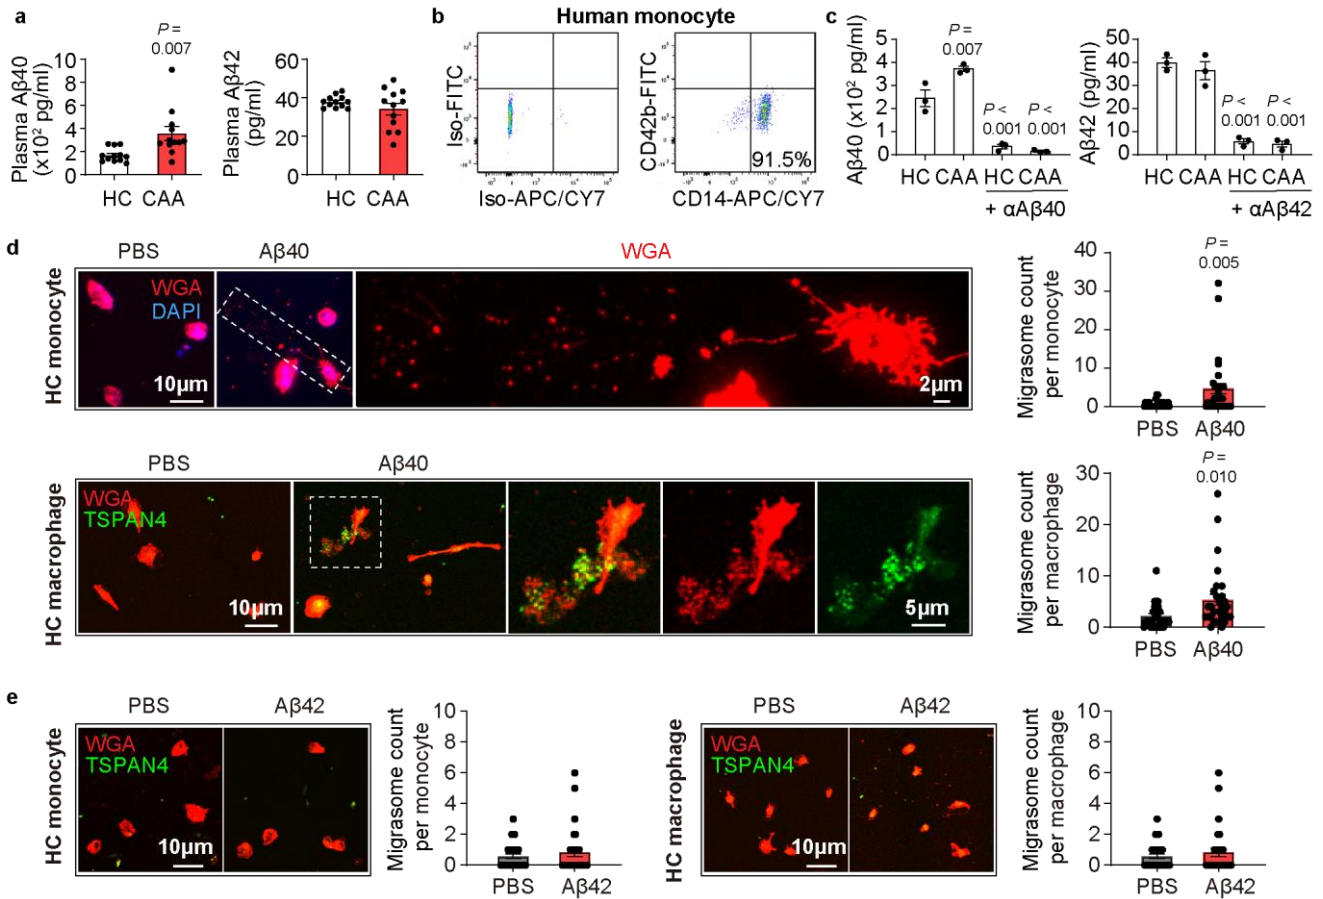 a
P =
0.007
Plasma Aβ40
(x10² pg/ml)
10
8
6
4
2
0
HC CAA
Plasma Aβ42
(pg/ml)
60
40
20
0
HC CAA
b
Human monocyte
Iso-FITC
Iso-APC/CY7
CD42b-FITC
91.5%
CD14-APC/CY7
c
Aβ40 (x10² pg/ml)
5
4
3
2
1
0
P =
0.007
P <
0.001
P <
0.001
HC CAA HC CAA
+ αAβ40
Aβ42 (pg/ml)
50
40
30
20
10
0
P <
0.001
P <
0.001
HC CAA HC CAA
+ αAβ42
d
PBS
Aβ40
WGA
HC monocyte
WGA
DAPI
10µm
2µm
Migrasome count
per monocyte
40
30
20
10
0
P =
0.005
PBS
Aβ40
PBS
Aβ40
HC macrophage
WGA
TSPAN4
10µm
5µm
Migrasome count
per macrophage
30
20
10
0
P =
0.010
PBS
Aβ40
e
PBS
Aβ42
HC monocyte
WGA
TSPAN4
10µm
Migrasome count
per monocyte
10
8
6
4
2
0
PBS
Aβ42
PBS
Aβ42
HC macrophage
WGA
TSPAN4
10µm
Migrasome count
per macrophage
10
8
6
4
2
0
PBS
Aβ42